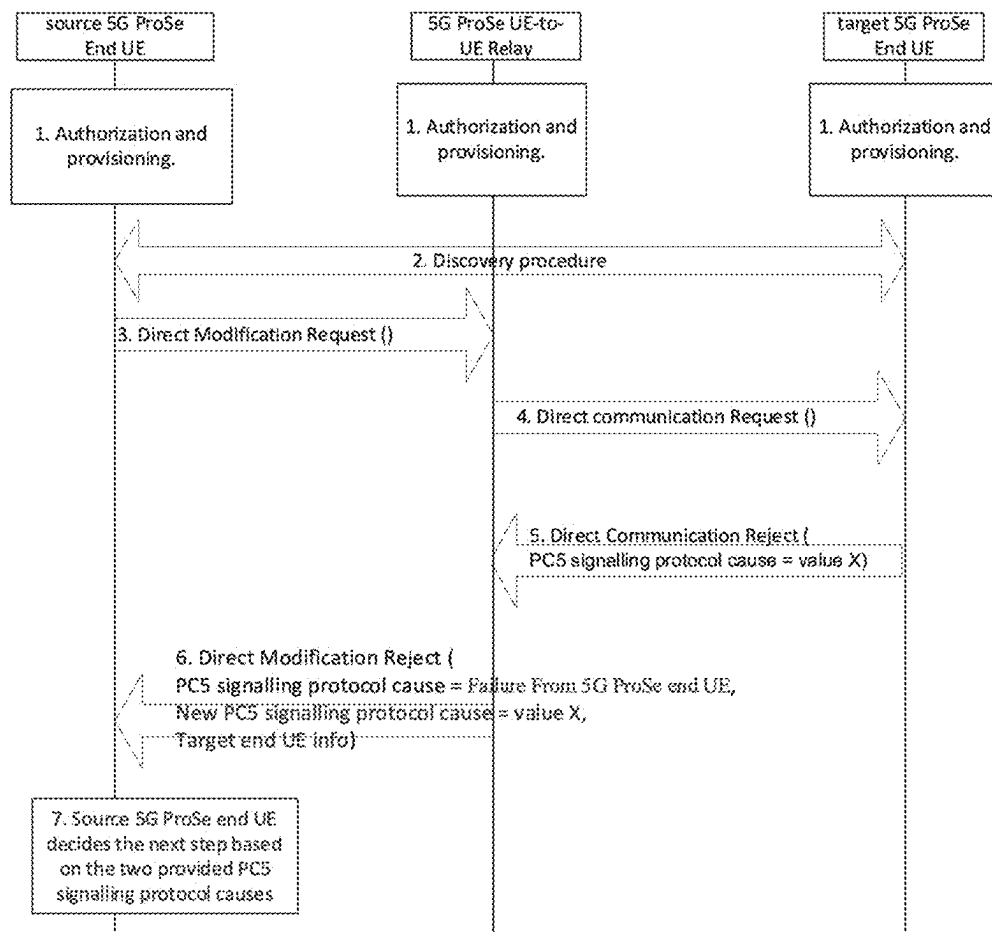 source 5G ProSe
End UE
5G ProSe UE-to-
UE Relay
target 5G ProSe
End UE
1. Authorization and
provisioning.
1. Authorization and
provisioning.
1. Authorization and
provisioning.
2. Discovery procedure
3. Direct Modification Request ()
4. Direct communication Request ()
5. Direct Communication Reject (
PC5 signalling protocol cause = value X)
6. Direct Modification Reject (
PC5 signalling protocol cause = Failure From 5G ProSe end UE,
New PC5 signalling protocol cause = value X,
Target end UE info)
7. Source 5G ProSe end UE
decides the next step based
on the two provided PC5
signalling protocol causes